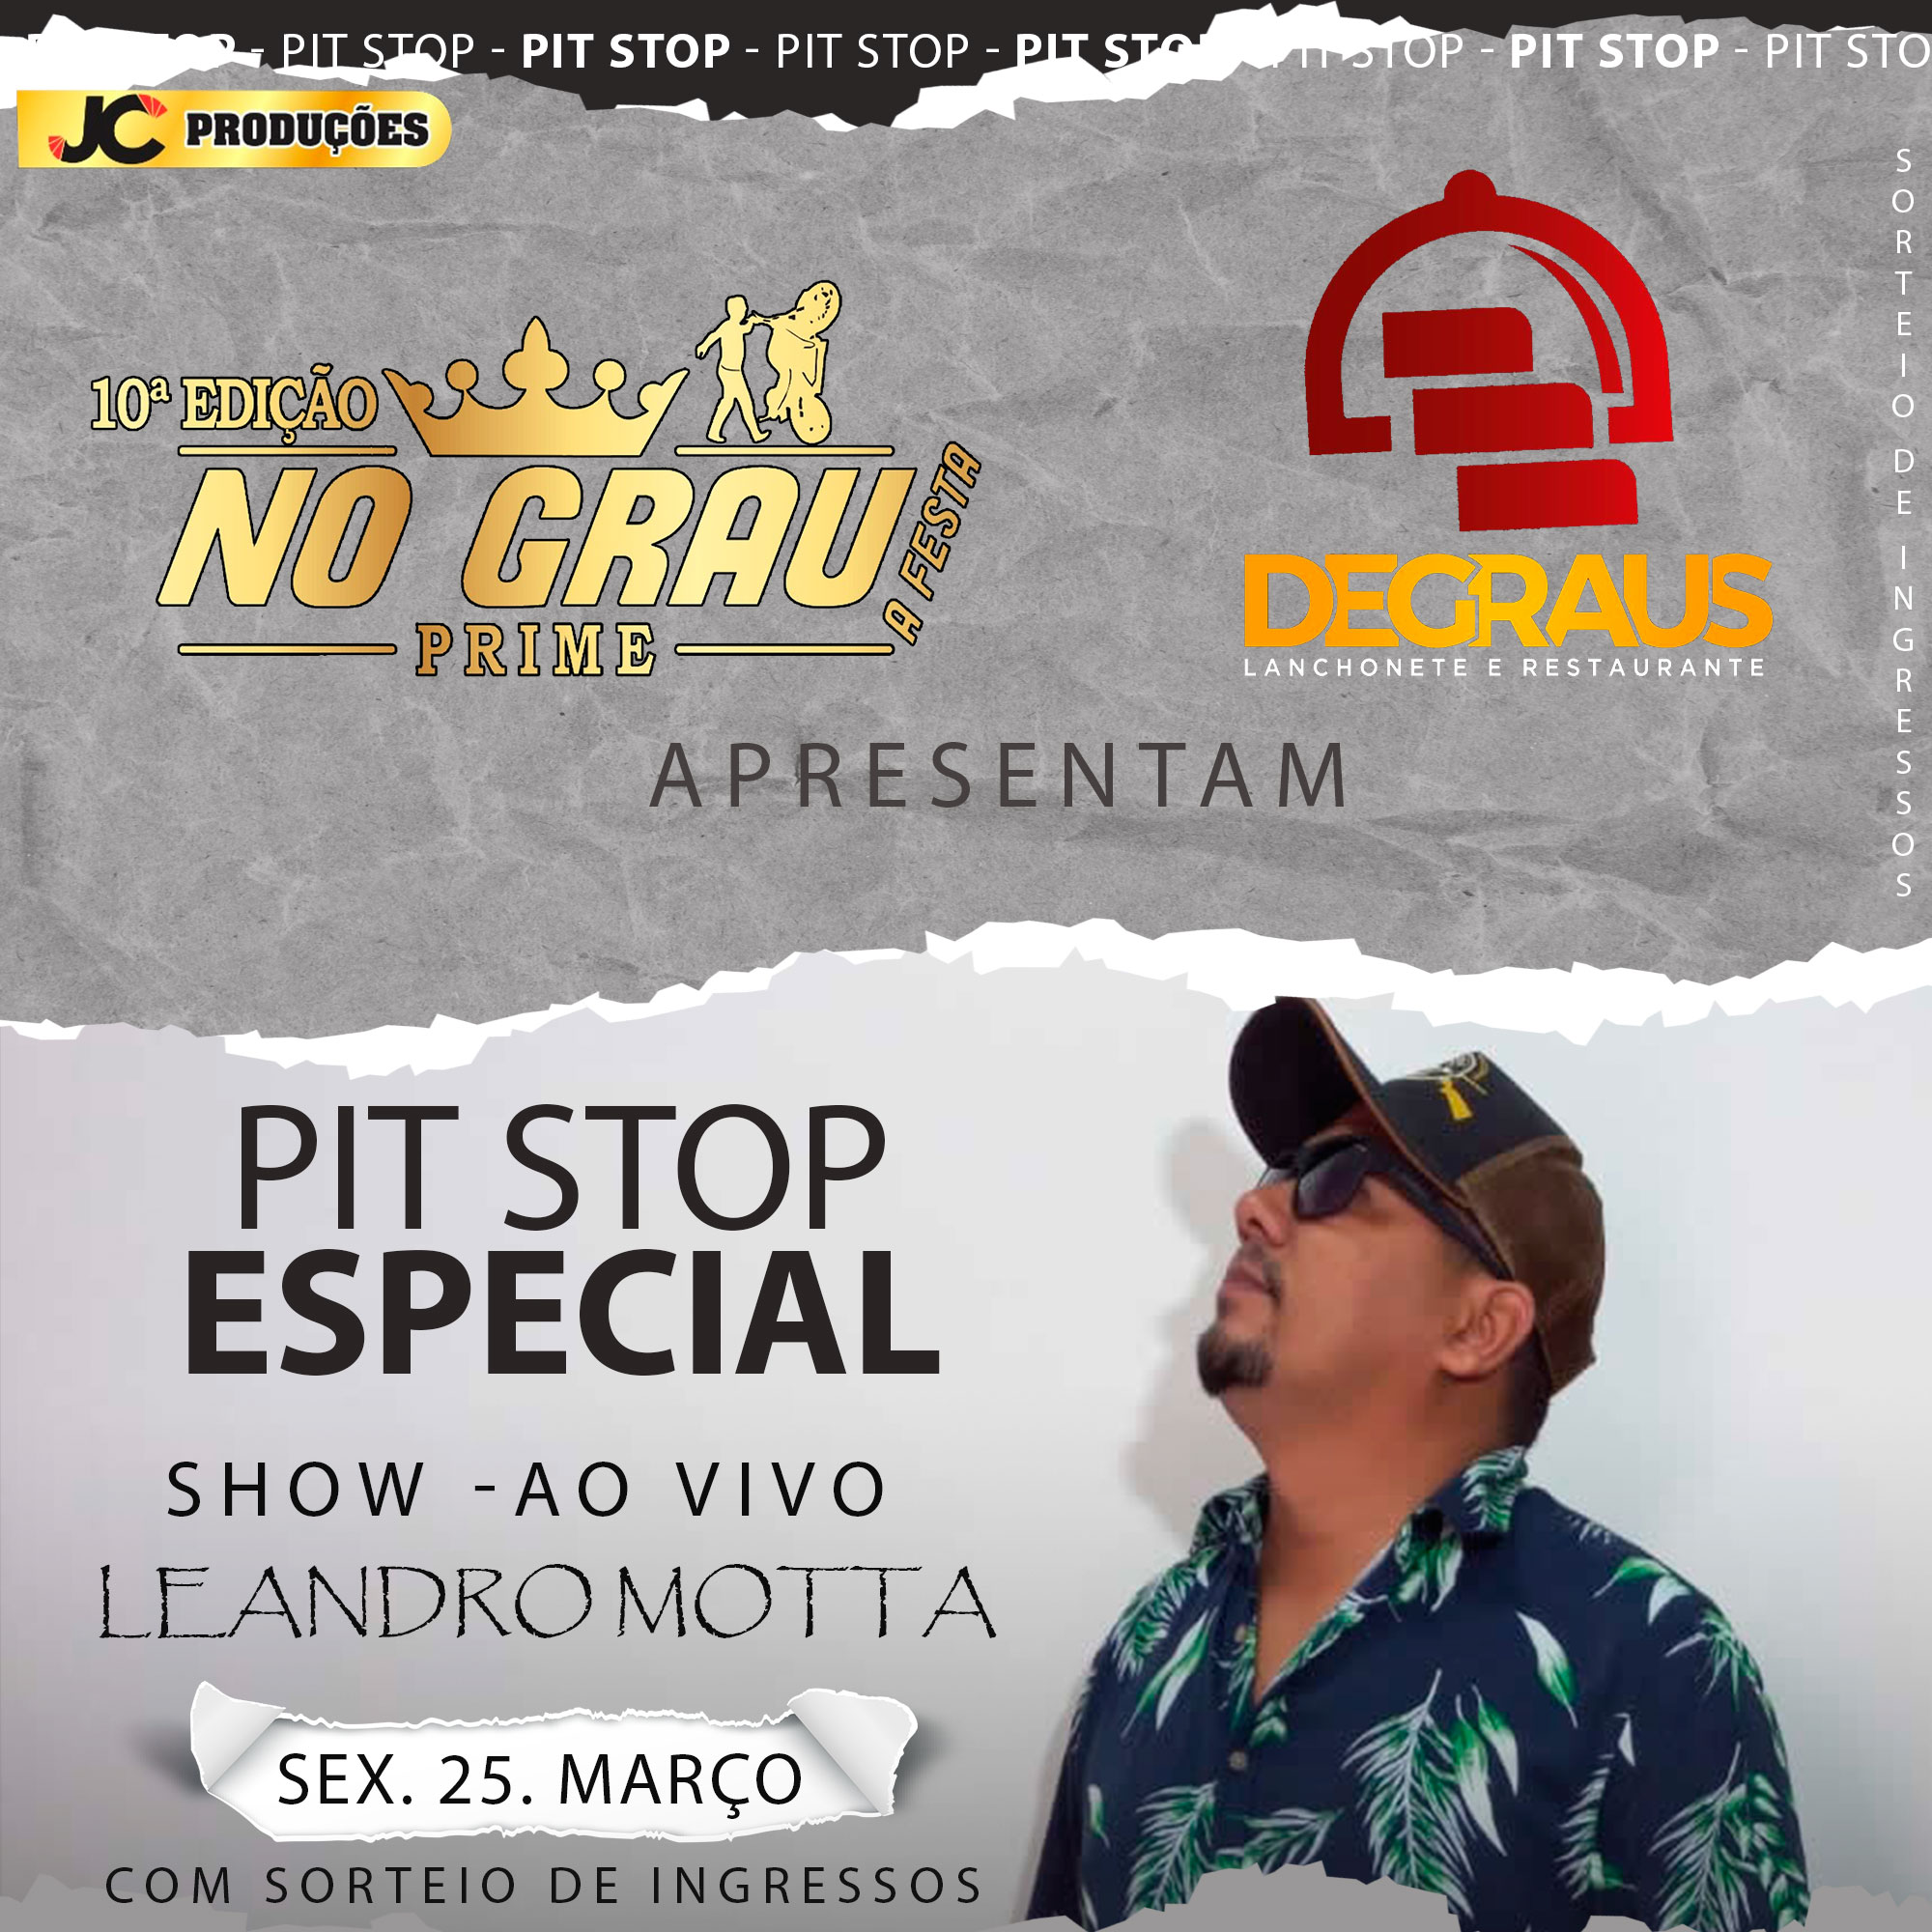 - PIT STOP - PIT STOP - PIT STOP - PIT STOP - PIT STOP - PIT STOP - PIT STO
JC PRODUÇÕES
10ª EDIÇÃO
NO GRAU
A FESTA
PRIME
DEGRAUS
LANCHONETE E RESTAURANTE
SORTEIO DE INGRESSOS
APRESENTAM
PIT STOP
ESPECIAL
SHOW -AO VIVO
LEANDRO MOTTA
SEX. 25. MARÇO
COM SORTEIO DE INGRESSOS